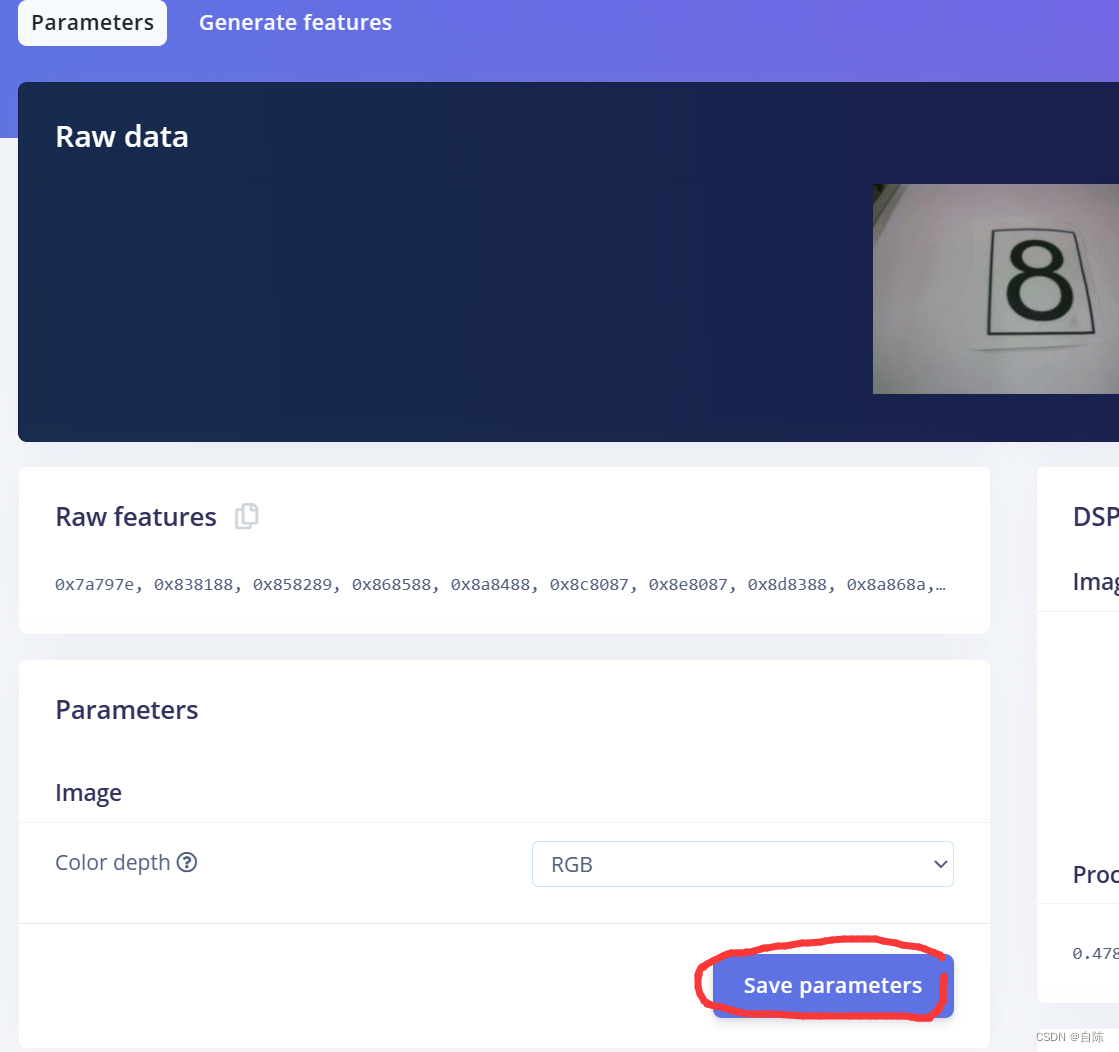 Parameters Generate features
Raw data
8
Raw features
0x7a797e, 0x838188, 0x858289, 0x868588, 0x8a8488, 0x8c8087, 0x8e8087, 0x8d8388, 0x8a868a,…
Parameters
Image
Color depth ?
RGB
Save parameters
DSP
Imag
Proc
0.478
CSDN @自陈